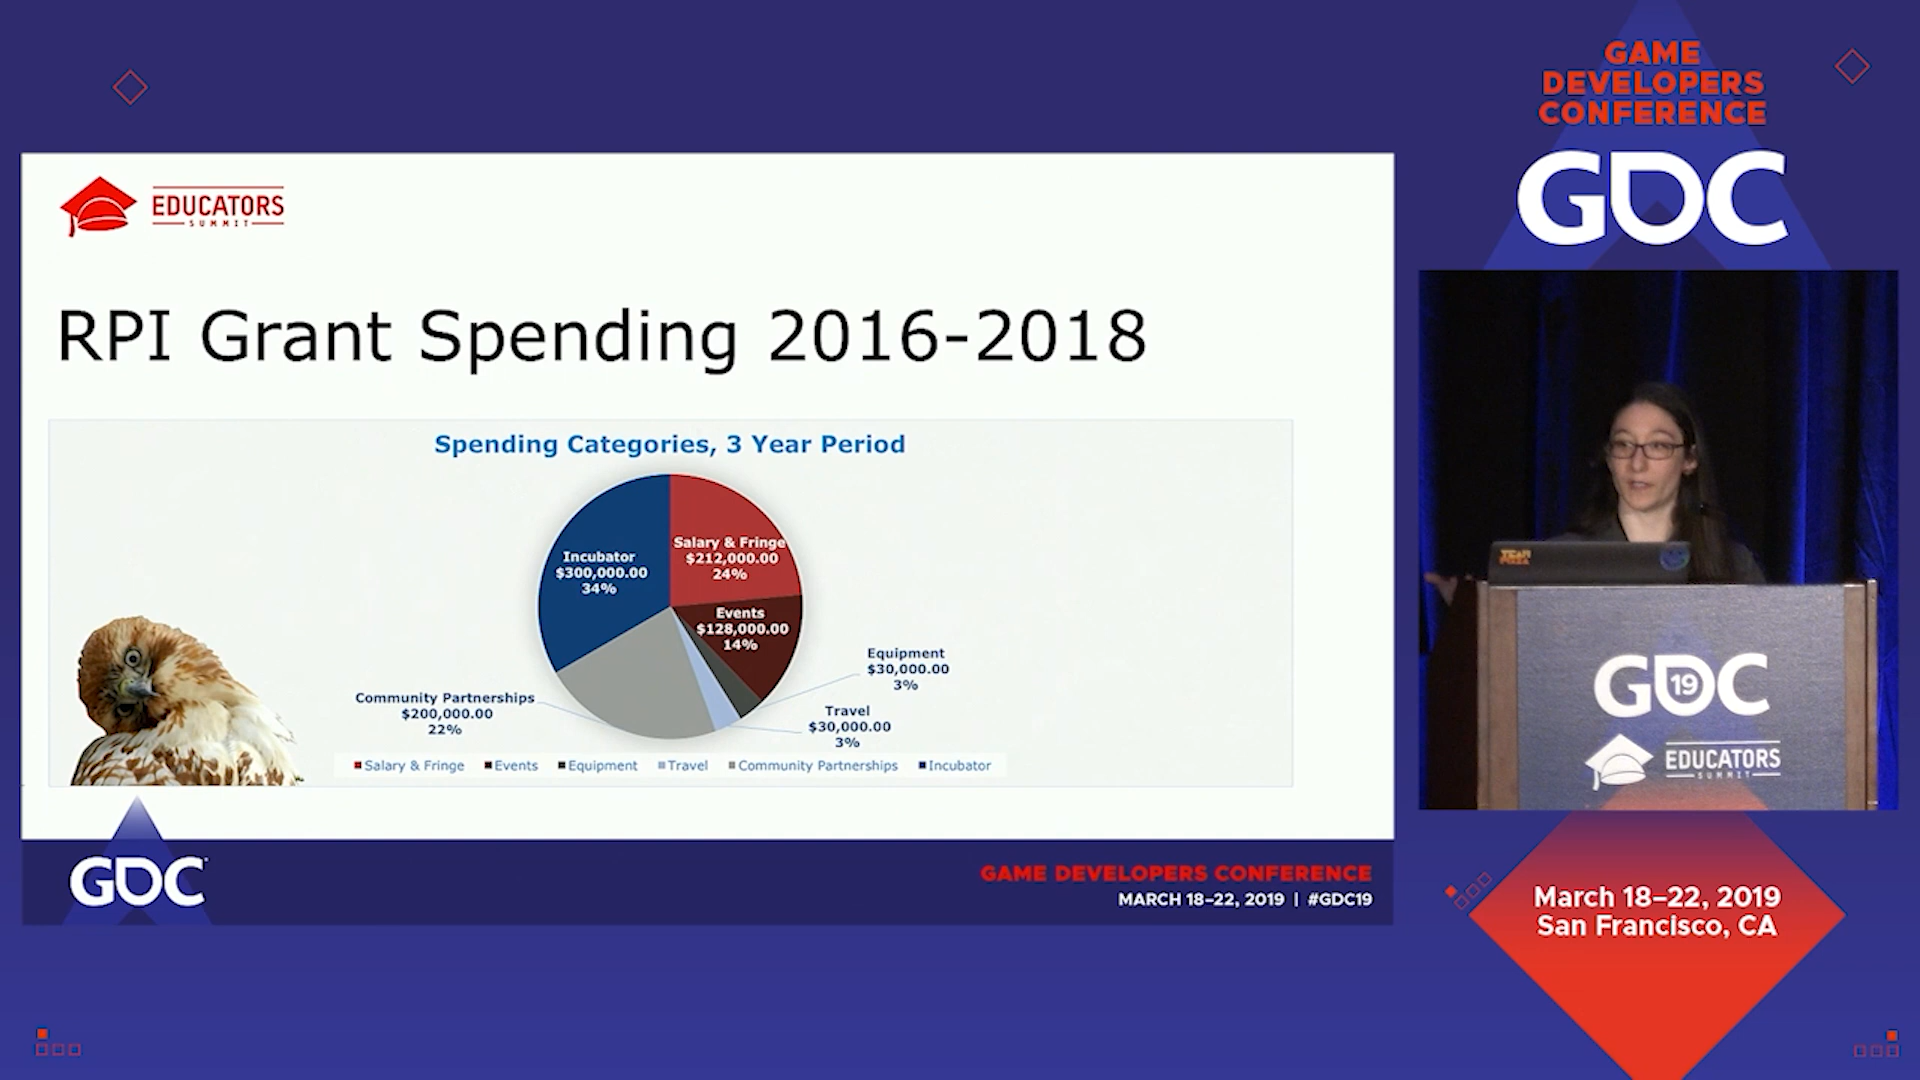 GAME
DEVELOPERS
CONFERENCE
GDC
EDUCATORS
SUMMIT
RPI Grant Spending 2016-2018
Spending Categories, 3 Year Period
Incubator
$300,000.00
34%
Salary & Fringe
$212,000.00
24%
Events
$128,000.00
14%
Equipment
$30,000.00
3%
Travel
$30,000.00
3%
Community Partnerships
$200,000.00
22%
Salary & Fringe Events Equipment Travel Community Partnerships Incubator
GDC
GAME DEVELOPERS CONFERENCE
MARCH 18–22, 2019 | #GDC19
GDC
19
EDUCATORS
SUMMIT
March 18–22, 2019
San Francisco, CA